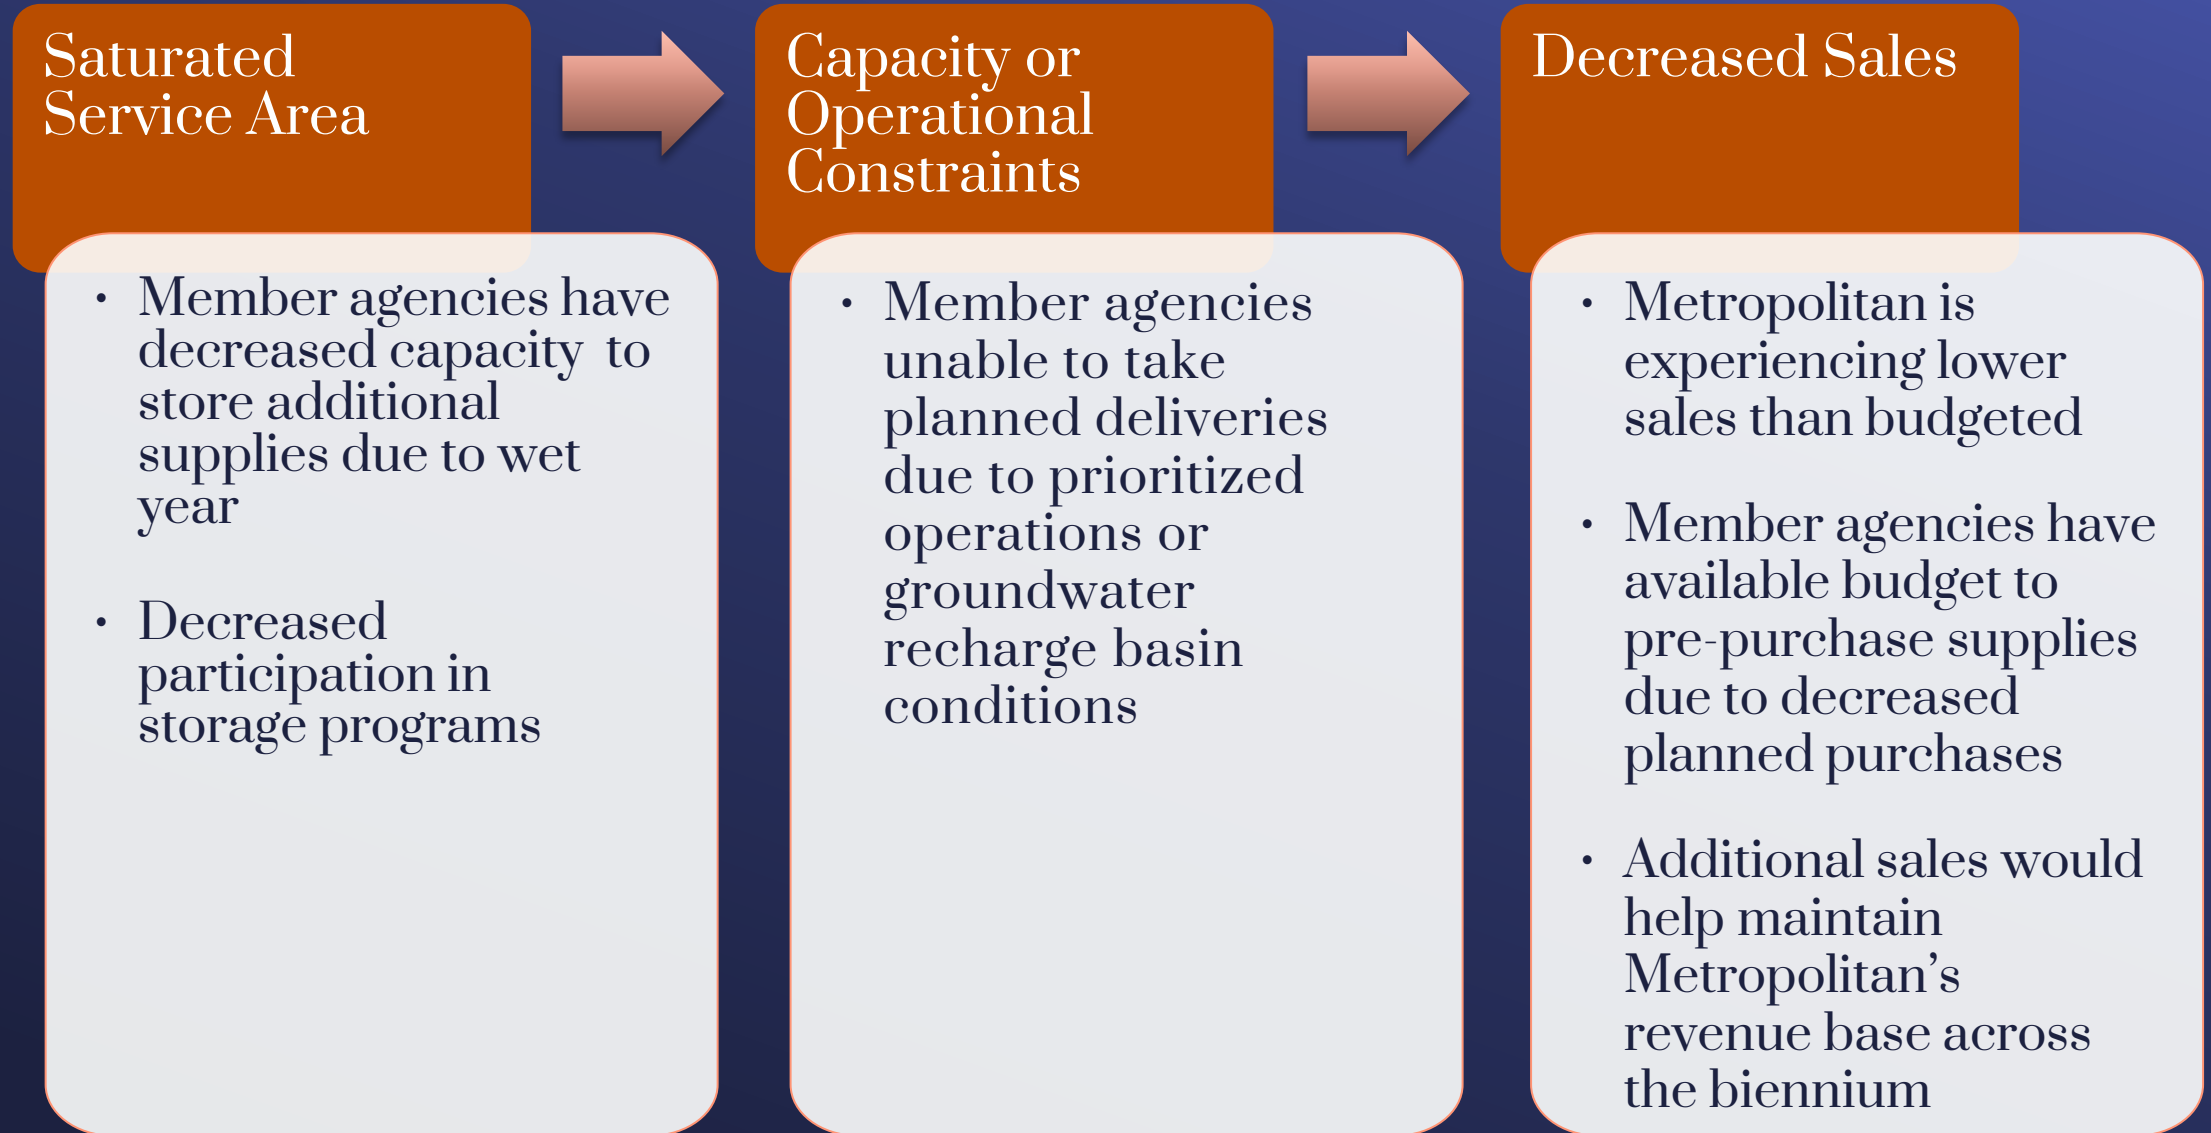 Saturated
Service Area
• Member agencies have
decreased capacity to
store additional
supplies due to wet
year
• Decreased
participation in
storage programs
Capacity or
Operational
Constraints
• Member agencies
unable to take
planned deliveries
due to prioritized
operations or
groundwater
recharge basin
conditions
Decreased Sales
• Metropolitan is
experiencing lower
sales than budgeted
• Member agencies have
available budget to
pre-purchase supplies
due to decreased
planned purchases
• Additional sales would
help maintain
Metropolitan’s
revenue base across
the biennium